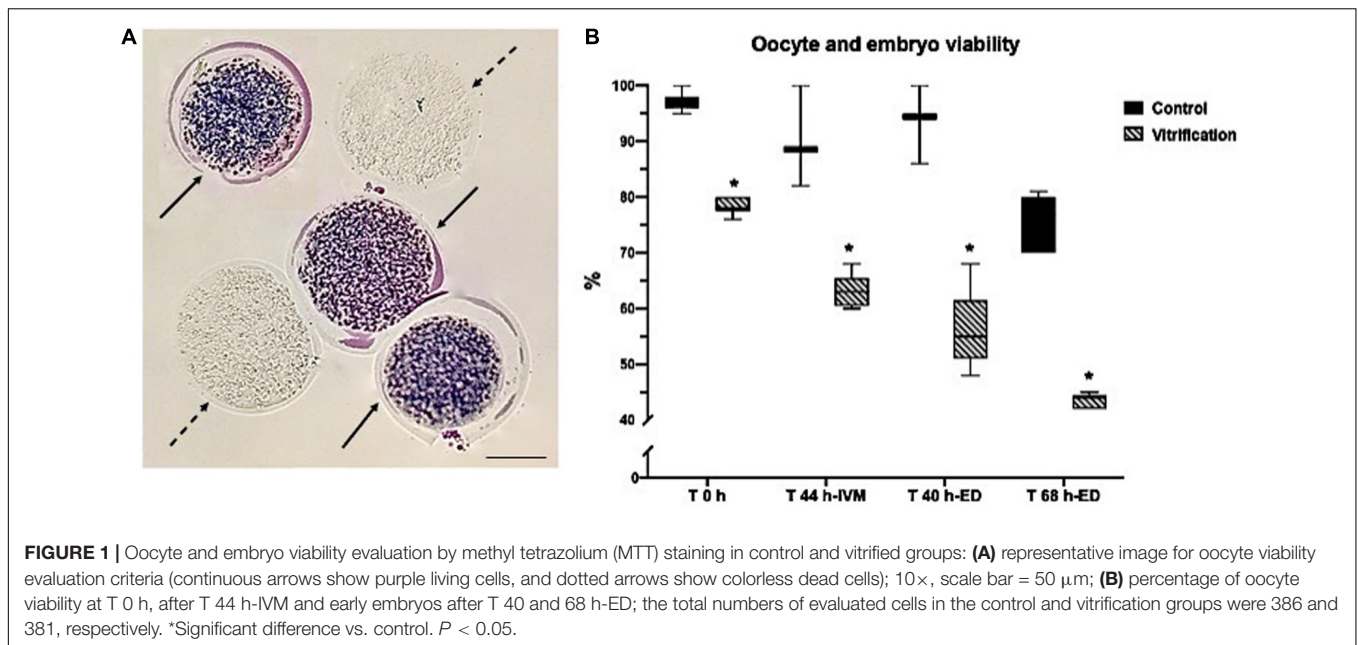 A
B
Oocyte and embryo viability
100
90
80
70
60
50
40
0
%
*
*
*
*
T 0 h
T 44 h-IVM
T 40 h-ED
T 68 h-ED
Control
Vitrification
FIGURE 1 | Oocyte and embryo viability evaluation by methyl tetrazolium (MTT) staining in control and vitrified groups: (A) representative image for oocyte viability
evaluation criteria (continuous arrows show purple living cells, and dotted arrows show colorless dead cells); 10×, scale bar = 50 μm; (B) percentage of oocyte
viability at T 0 h, after T 44 h-IVM and early embryos after T 40 and 68 h-ED; the total numbers of evaluated cells in the control and vitrification groups were 386 and
381, respectively. *Significant difference vs. control. P < 0.05.